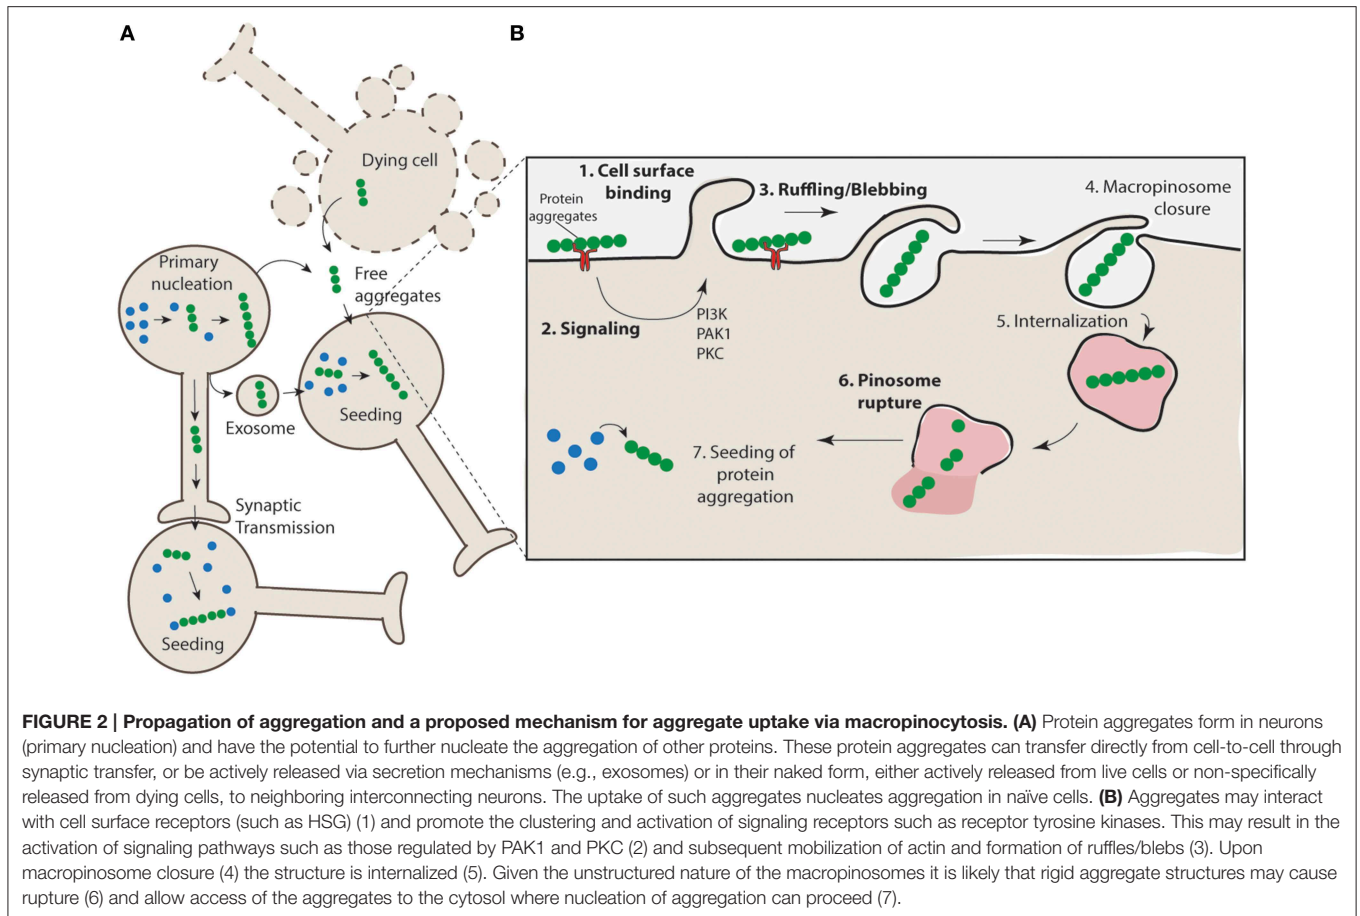 A
B
Dying cell
Primary
nucleation
Free
aggregates
Exosome
Seeding
Synaptic
Transmission
Seeding
1. Cell surface
binding
Protein
aggregates
2. Signaling
PI3K
PAK1
PKC
3. Ruffling/Blebbing
4. Macropinosome
closure
5. Internalization
6. Pinosome
rupture
7. Seeding of
protein
aggregation
FIGURE 2 | Propagation of aggregation and a proposed mechanism for aggregate uptake via macropinocytosis. (A) Protein aggregates form in neurons
(primary nucleation) and have the potential to further nucleate the aggregation of other proteins. These protein aggregates can transfer directly from cell-to-cell through
synaptic transfer, or be actively released via secretion mechanisms (e.g., exosomes) or in their naked form, either actively released from live cells or non-specifically
released from dying cells, to neighboring interconnecting neurons. The uptake of such aggregates nucleates aggregation in naïve cells. (B) Aggregates may interact
with cell surface receptors (such as HSG) (1) and promote the clustering and activation of signaling receptors such as receptor tyrosine kinases. This may result in the
activation of signaling pathways such as those regulated by PAK1 and PKC (2) and subsequent mobilization of actin and formation of ruffles/blebs (3). Upon
macropinosome closure (4) the structure is internalized (5). Given the unstructured nature of the macropinosomes it is likely that rigid aggregate structures may cause
rupture (6) and allow access of the aggregates to the cytosol where nucleation of aggregation can proceed (7).